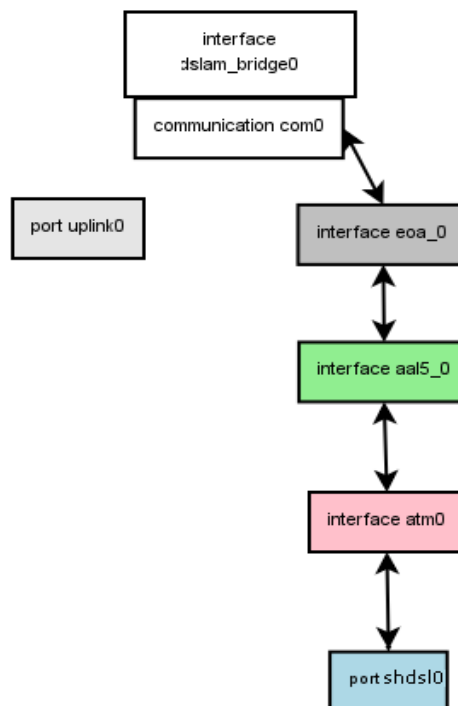 interface
dslam_bridge0
communication com0
port uplink0
interface eoa_0
interface aal5_0
interface atm0
port shdsl0